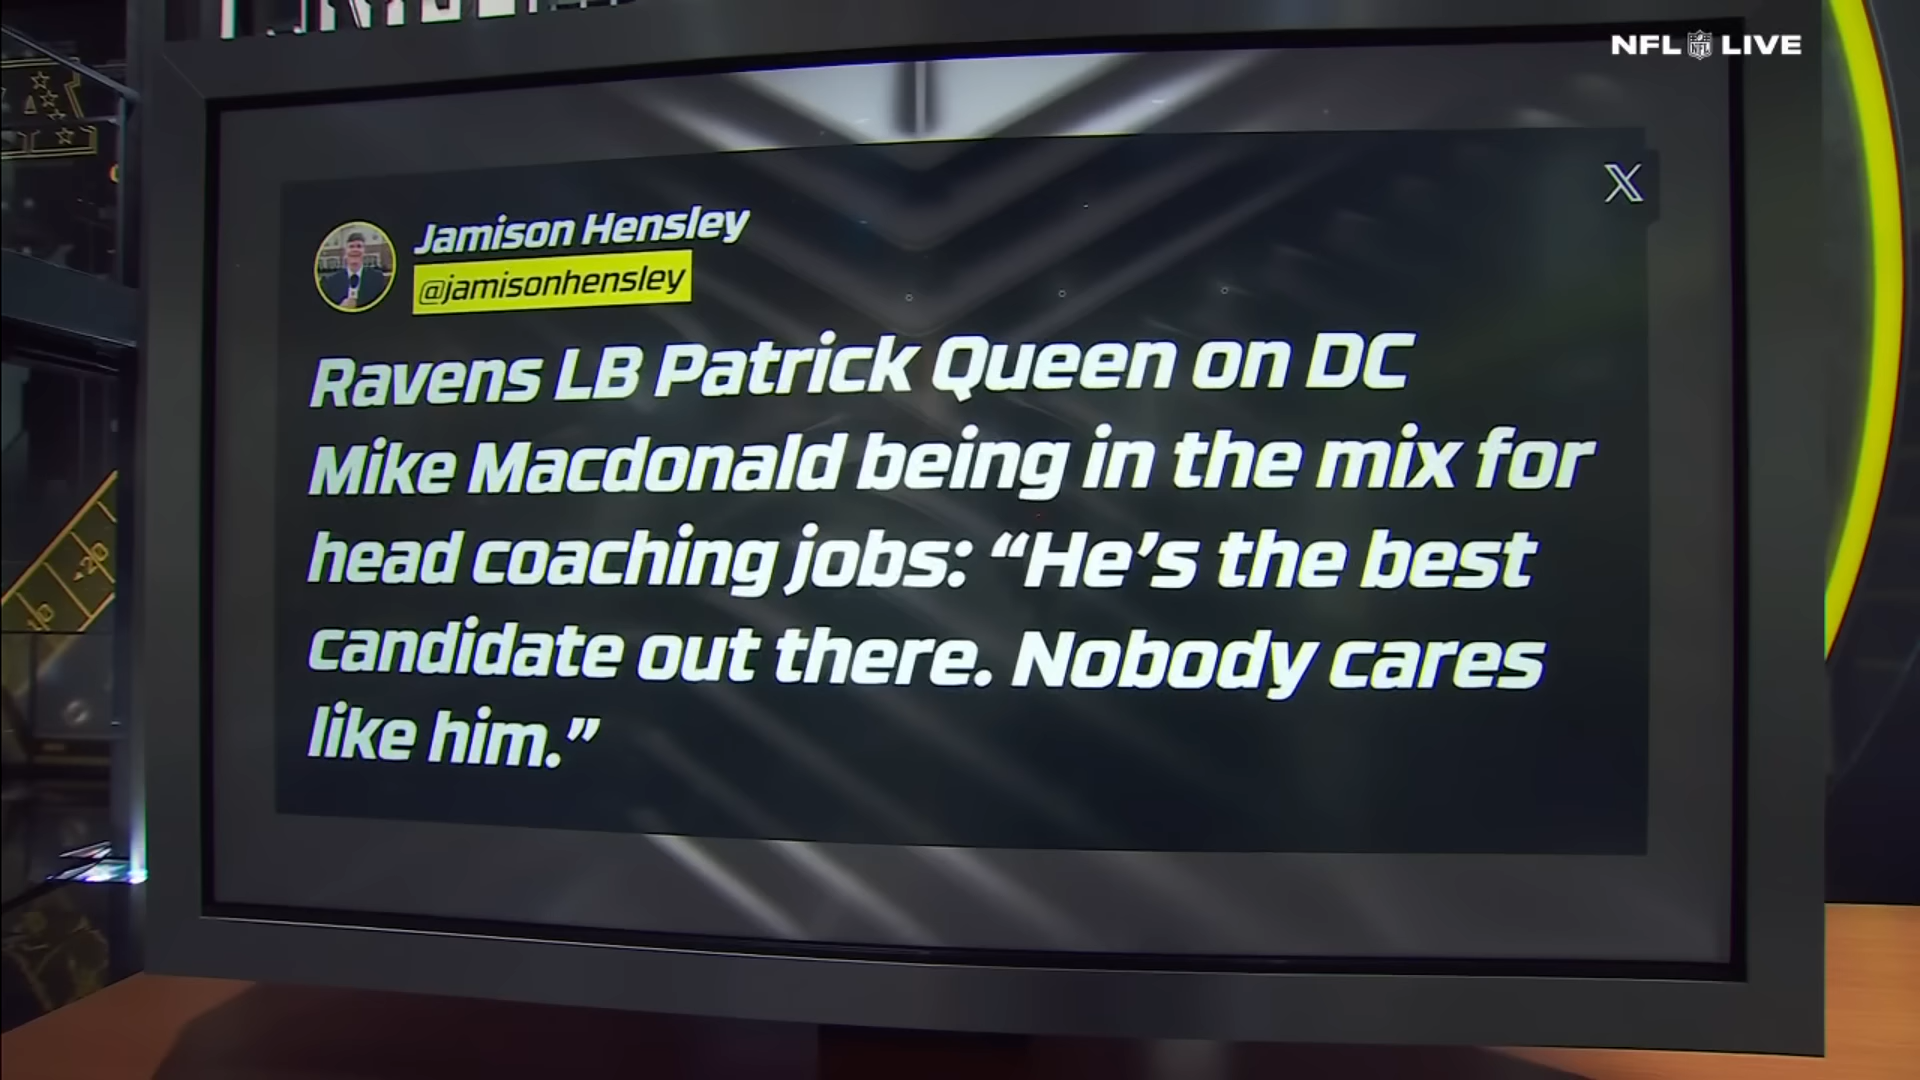 NFL LIVE
Jamison Hensley
@jamisonhensley
Ravens LB Patrick Queen on DC
Mike Macdonald being in the mix for
head coaching jobs: “He’s the best
candidate out there. Nobody cares
like him.”